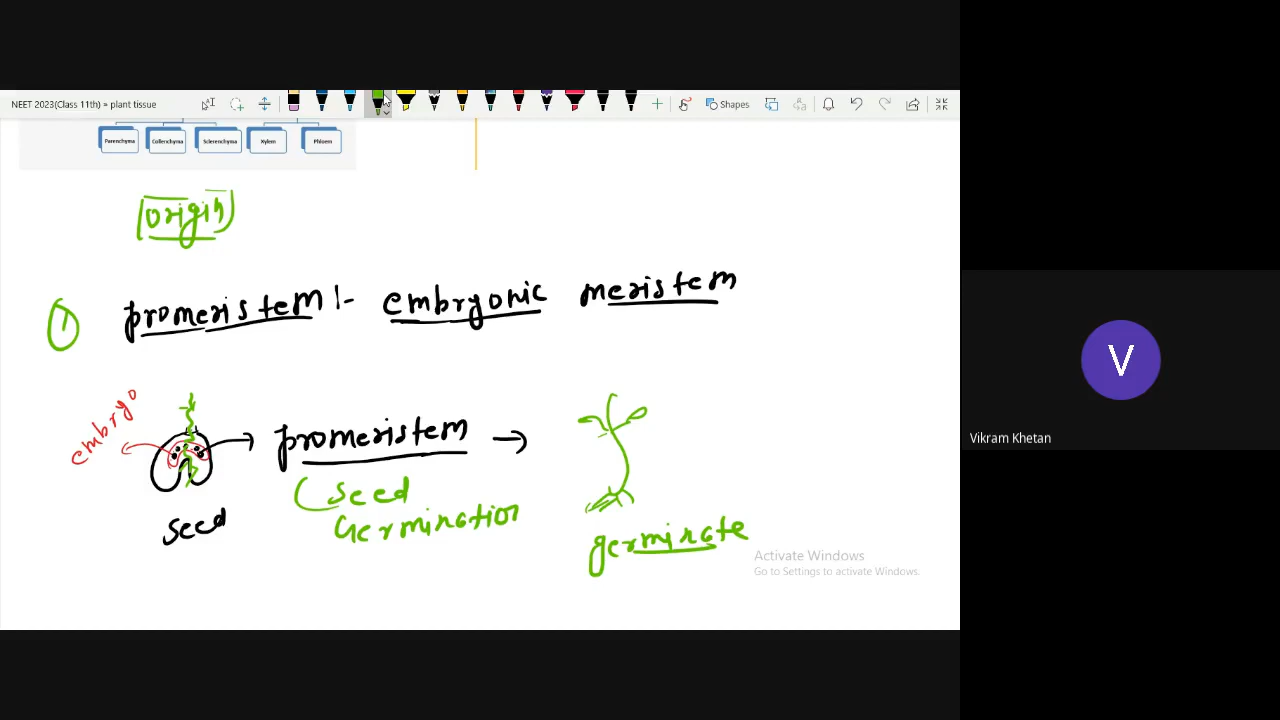 NEET 2023(Class 11th) » plant tissue
Shapes
Parenchyma Collenchyma Sclerenchyma Xylem Phloem
origin
1 promeristem :- embryonic meristem
embryo
promeristem →
(seed
Germination
seed
germinate
Activate Windows
Go to Settings to activate Windows.
V
Vikram Khetan